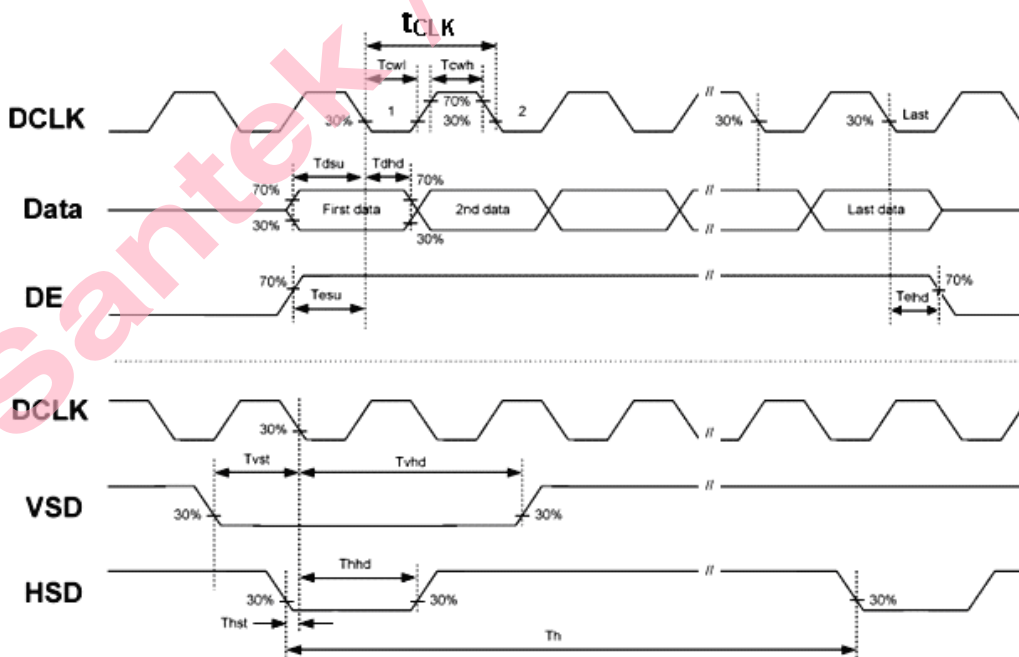 tCLK
Tcwl Tcwh
DCLK 30% 1 70% 30% 2 // 30% 30% Last
Tdsu Tdhd
70% 70%
Data First data 2nd data // // Last data
30% 30%
DE 70% // 70%
Tesu Tehd
DCLK 30% //
Tvst Tvhd
VSD 30% 30% //
Thhd
HSD 30% 30% // 30%
Thst
Th
Santek